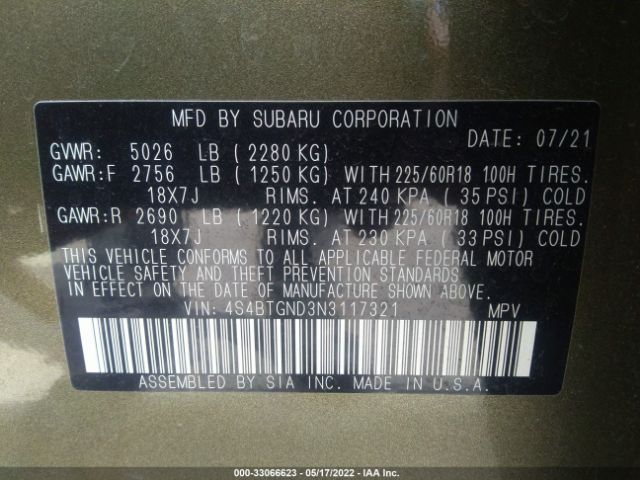 MFD BY SUBARU CORPORATION
DATE: 07/21
GVWR: 5026 LB ( 2280 KG)
GAWR:F 2756 LB ( 1250 KG) WITH 225/60R18 100H TIRES.
18X7J RIMS. AT 240 KPA ( 35 PSI) COLD
GAWR:R 2690 LB ( 1220 KG) WITH 225/60R18 100H TIRES.
18X7J RIMS. AT 230 KPA ( 33 PSI) COLD
THIS VEHICLE CONFORMS TO ALL APPLICABLE FEDERAL MOTOR
VEHICLE SAFETY AND THEFT PREVENTION STANDARDS
IN EFFECT ON THE DATE OF MANUFACTURE SHOWN ABOVE.
VIN: 4S4BTGND3N3117321 MPV
ASSEMBLED BY SIA INC. MADE IN U.S.A.
000-33066623 - 05/17/2022 - IAA Inc.